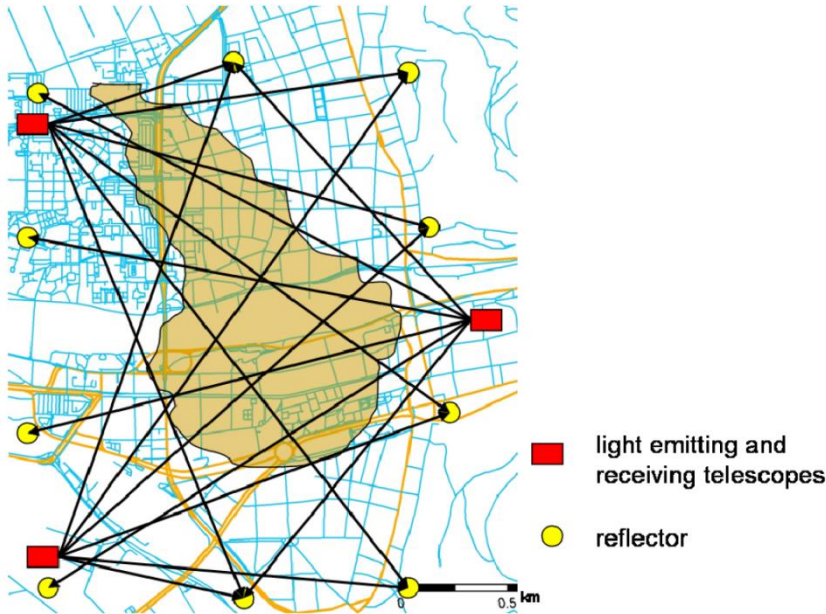 light emitting and
receiving telescopes
reflector
km
0 0.5